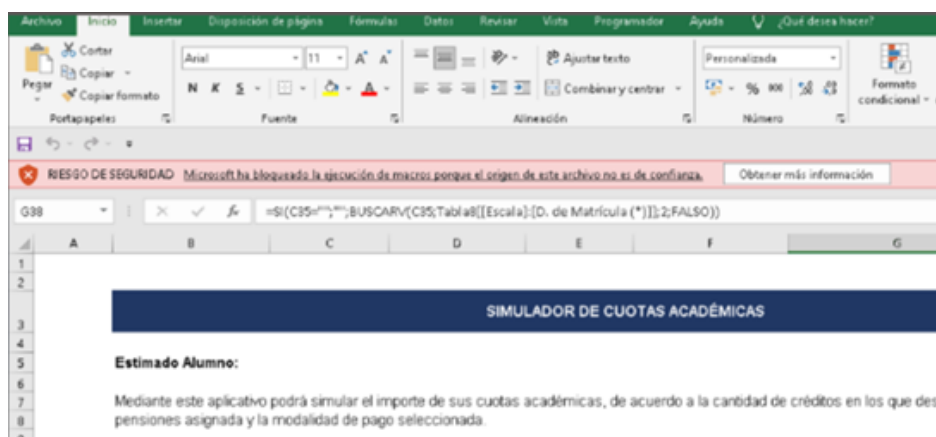 Archivo Inicio Insertar Disposición de página Fórmulas Datos Revisar Vista Programador Ayuda ¿Qué desea hacer?
Cortar
Copiar
Copiar formato
Pegar
Portapapeles
Arial 11 A A
N K S A
Fuente
Ajustar texto
Combinar y centrar
Alineación
Personalizada
% 000
Número
Formato
condicional
RIESGO DE SEGURIDAD Microsoft ha bloqueado la ejecución de macros porque el origen de este archivo no es de confianza. Obtener más información
G38 fx =SI(C35="";"";BUSCARV(C35;Tabla8[[Escala]:[D. de Matrícula (*)]];2;FALSO))
A B C D E F G
1
2
3 SIMULADOR DE CUOTAS ACADÉMICAS
4
5 Estimado Alumno:
6
7 Mediante este aplicativo podrá simular el importe de sus cuotas académicas, de acuerdo a la cantidad de créditos en los que des
8 pensiones asignada y la modalidad de pago seleccionada.